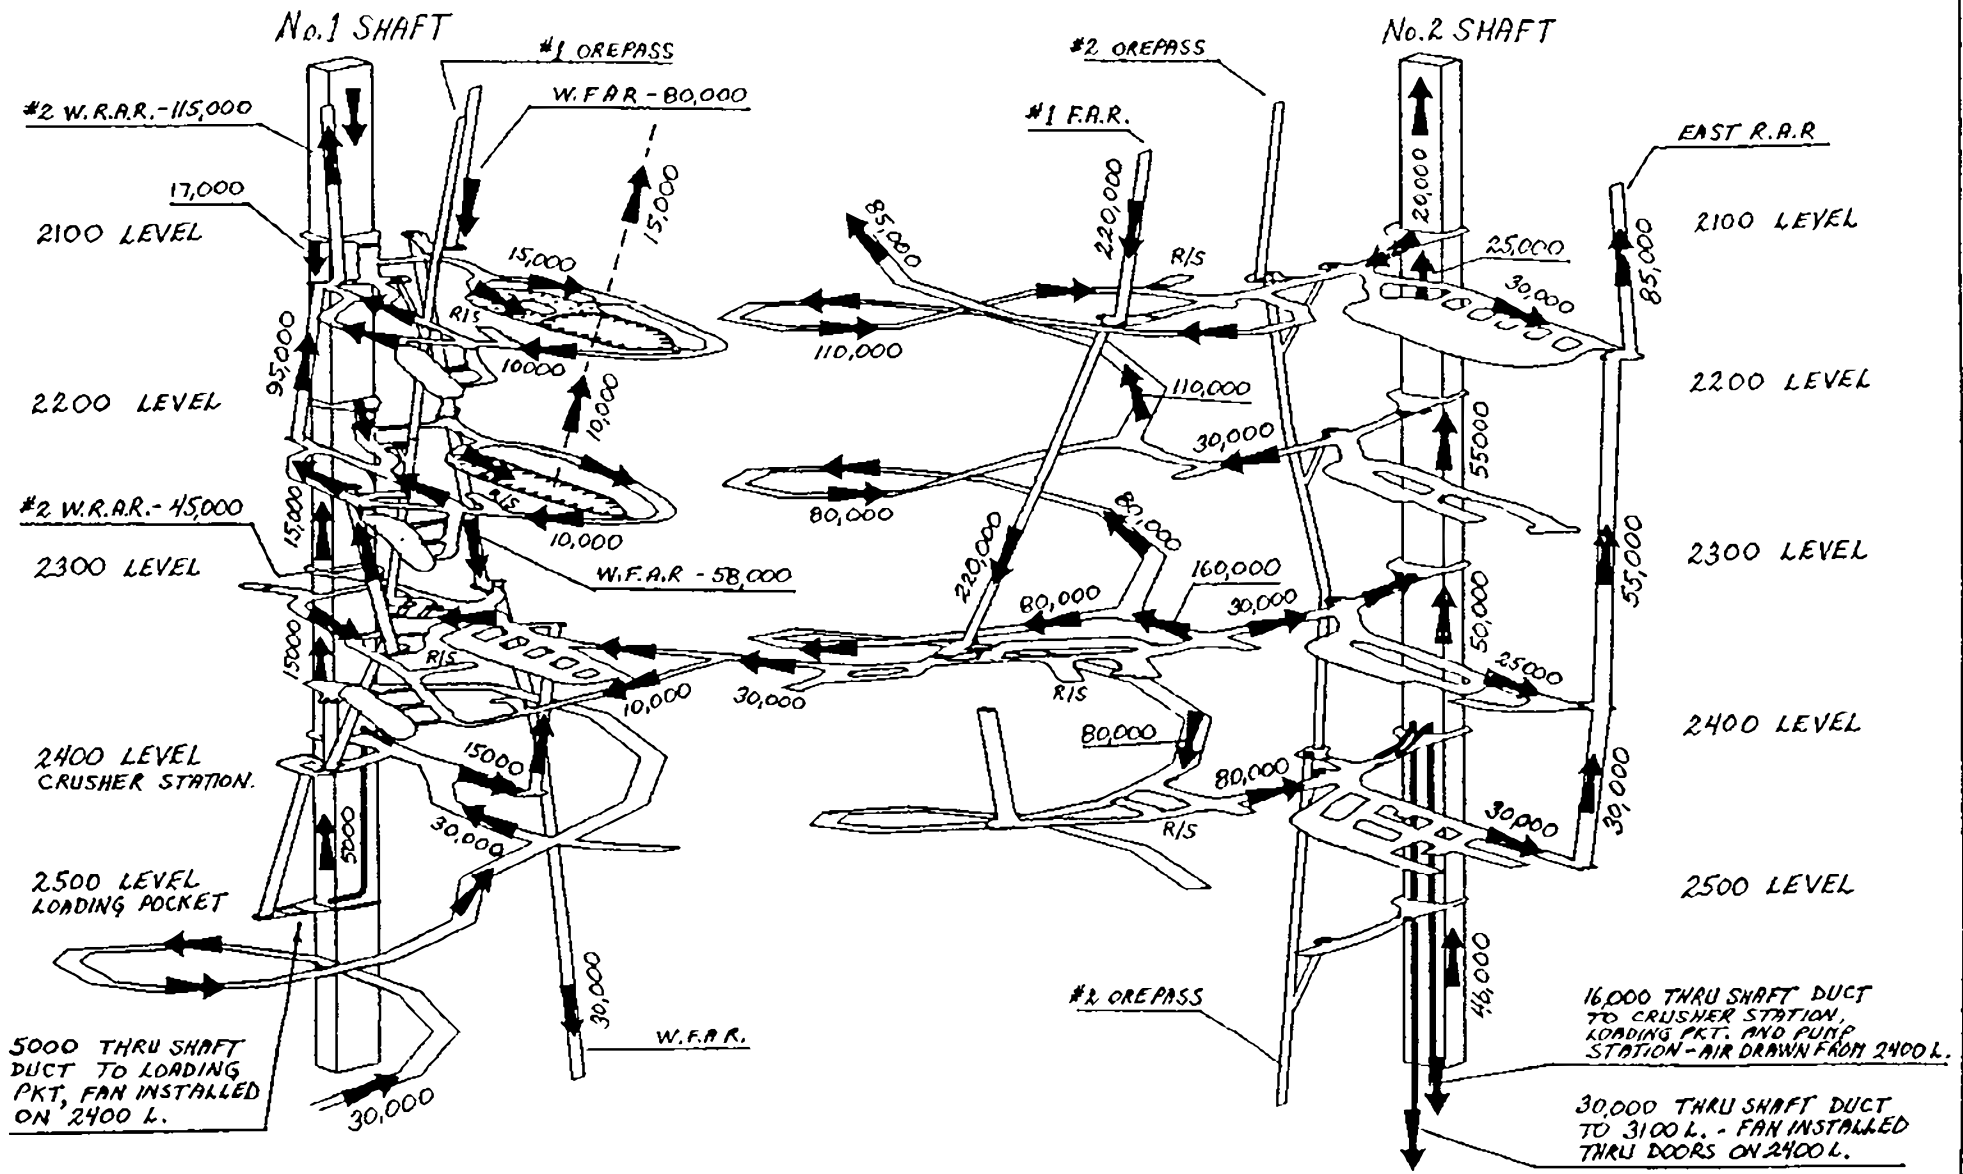 No.1 SHAFT
No.2 SHAFT
#1 OREPASS
#2 OREPASS
#2 W.R.A.R.-115,000
W.F.A.R-80,000
#1 F.A.R.
EAST R.A.R
17,000
15,000
85,000
220,000
R/S
20,000
25,000
2100 LEVEL
15,000
30,000
85,000
2100 LEVEL
R/S
95,000
10000
110,000
2200 LEVEL
10,000
110,000
30,000
55000
2200 LEVEL
#2 W.R.A.R.-45,000
15,000
R/S
10,000
80,000
80,000
2300 LEVEL
W.F.A.R-58,000
220,000
160,000
80,000
30,000
50,000
55,000
2300 LEVEL
15000
R/S
10,000
30,000
R/S
25000
2400 LEVEL
CRUSHER STATION.
15000
80,000
80,000
2400 LEVEL
5000
30,000
R/S
30,000
30,000
2500 LEVEL
LOADING POCKET
2500 LEVEL
30,000
46,000
#2 OREPASS
W.F.A.R.
5000 THRU SHAFT
DUCT TO LOADING
PKT, FAN INSTALLED
ON 2400 L.
30,000
16,000 THRU SHAFT DUCT
TO CRUSHER STATION,
LOADING PKT. AND PUMP
STATION-AIR DRAWN FROM 2400 L.
30,000 THRU SHAFT DUCT
TO 3100 L. - FAN INSTALLED
THRU DOORS ON 2400 L.